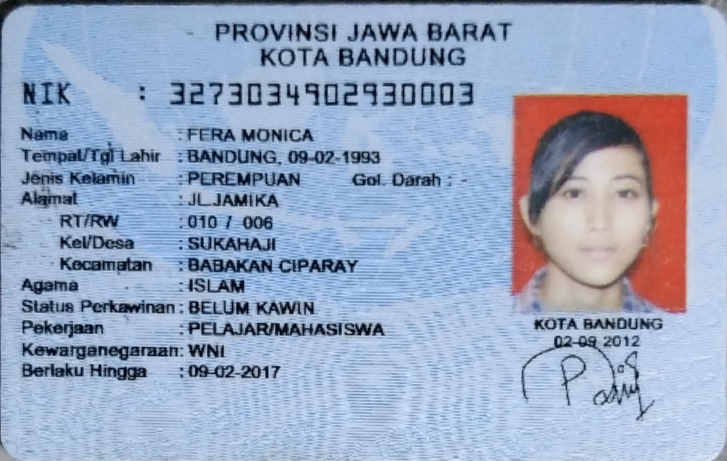 PROVINSI JAWA BARAT
KOTA BANDUNG
NIK : 3273034902930003
Nama : FERA MONICA
Tempat/Tgl Lahir : BANDUNG, 09-02-1993
Jenis Kelamin : PEREMPUAN Gol. Darah : -
Alamat : JL.JAMIKA
RT/RW : 010 / 006
Kel/Desa : SUKAHAJI
Kecamatan : BABAKAN CIPARAY
Agama : ISLAM
Status Perkawinan : BELUM KAWIN
Pekerjaan : PELAJAR/MAHASISWA
Kewarganegaraan : WNI
Berlaku Hingga : 09-02-2017
KOTA BANDUNG
02-09-2012